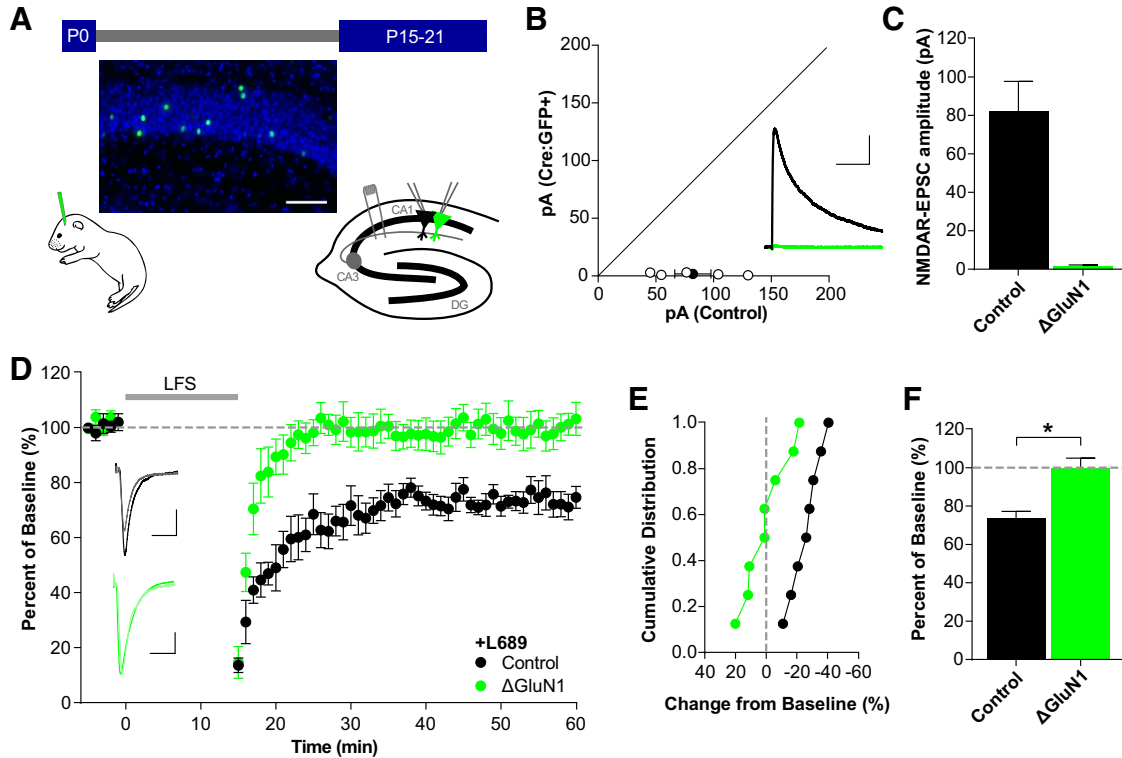 A
P0
P15-21
CA1
CA3
DG
B
200
150
100
50
0
0
50
100
150
200
pA (Cre:GFP+)
pA (Control)
C
120
100
80
60
40
20
0
NMDAR-EPSC amplitude (pA)
Control
ΔGluN1
D
120
100
80
60
40
20
0
Percent of Baseline (%)
LFS
+L689
Control
ΔGluN1
0
10
20
30
40
50
60
Time (min)
E
1.0
0.8
0.6
0.4
0.2
0.0
Cumulative Distribution
40
20
0
-20
-40
-60
Change from Baseline (%)
F
120
100
80
60
40
20
0
Percent of Baseline (%)
*
Control
ΔGluN1